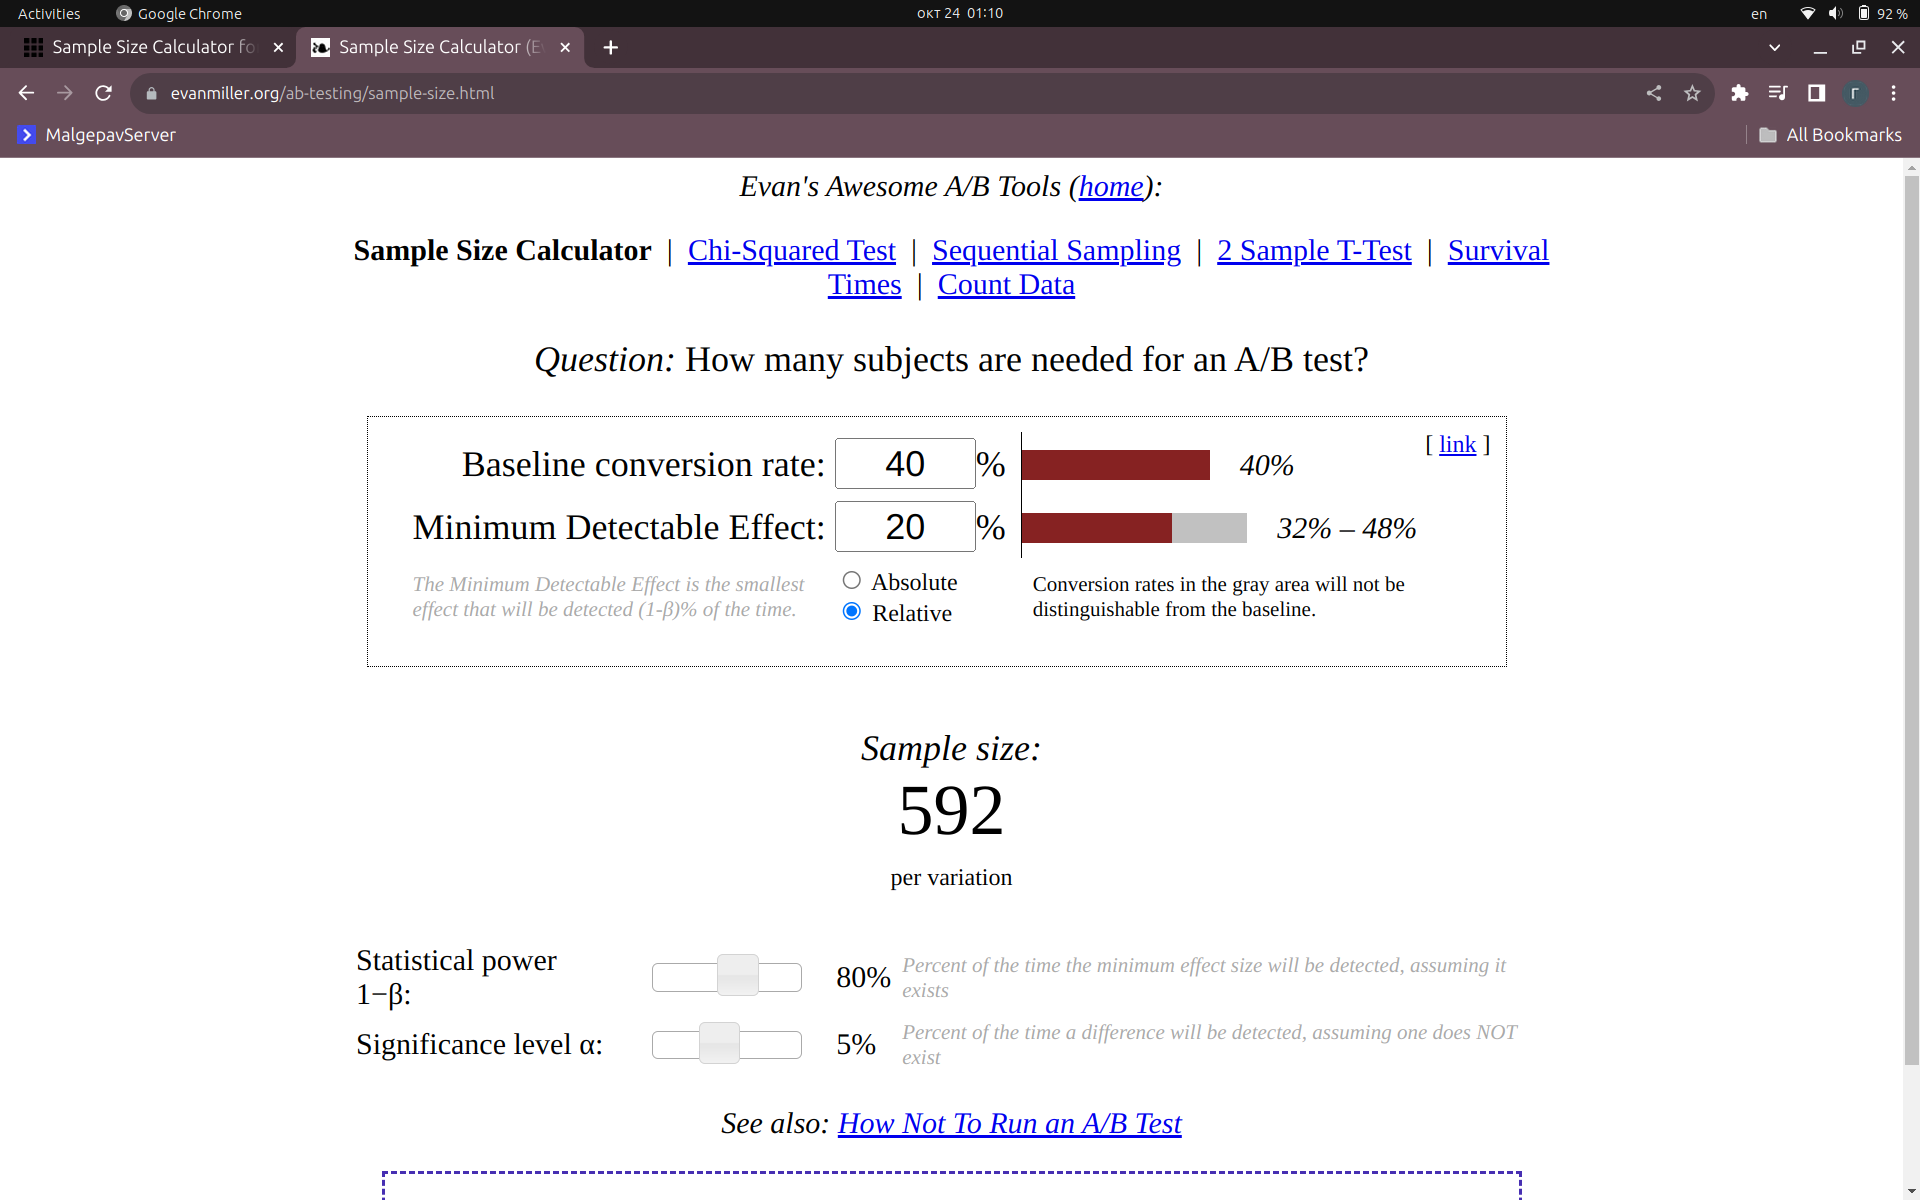 Activities Google Chrome окт 24 01:10 en 92 %
Sample Size Calculator fo Sample Size Calculator (E
evanmiller.org/ab-testing/sample-size.html Г
MalgepavServer All Bookmarks
Evan's Awesome A/B Tools (home):
Sample Size Calculator | Chi-Squared Test | Sequential Sampling | 2 Sample T-Test | Survival
Times | Count Data
Question: How many subjects are needed for an A/B test?
[ link ]
Baseline conversion rate: 40 % 40%
Minimum Detectable Effect: 20 % 32% – 48%
The Minimum Detectable Effect is the smallest
effect that will be detected (1-β)% of the time.
Absolute
Relative
Conversion rates in the gray area will not be
distinguishable from the baseline.
Sample size:
592
per variation
Statistical power
1−β:
80%
Percent of the time the minimum effect size will be detected, assuming it
exists
Significance level α:
5%
Percent of the time a difference will be detected, assuming one does NOT
exist
See also: How Not To Run an A/B Test